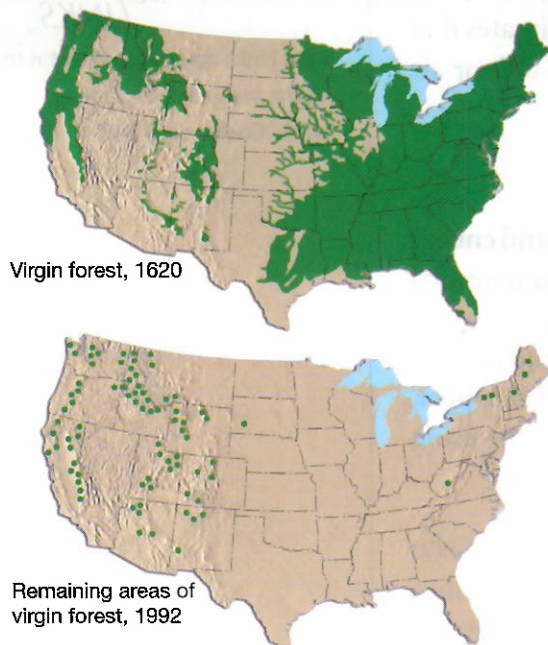 Virgin forest, 1620
Remaining areas of
virgin forest, 1992